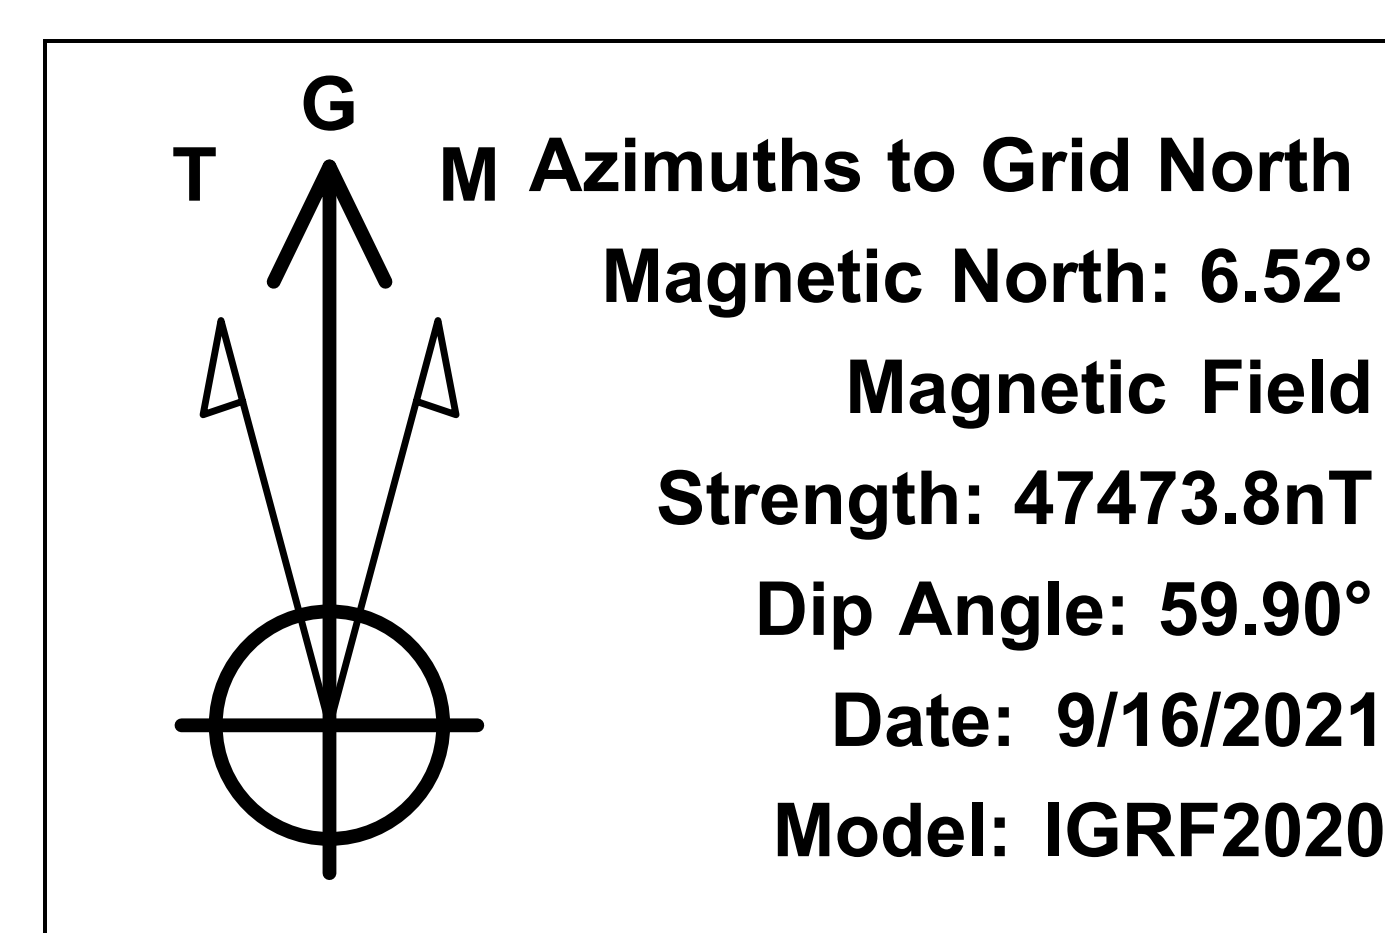 G
T
M
Azimuths to Grid North
Magnetic North: 6.52°
Magnetic Field
Strength: 47473.8nT
Dip Angle: 59.90°
Date: 9/16/2021
Model: IGRF2020